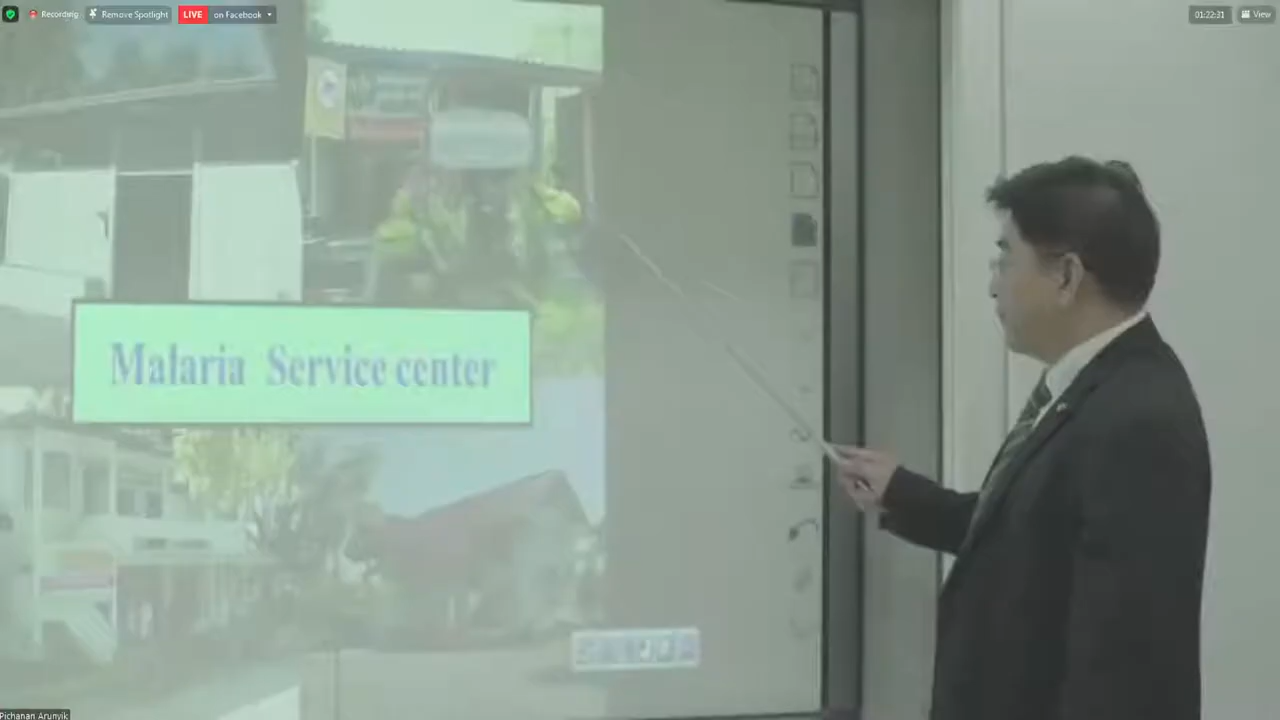 Recording
Remove Spotlight
LIVE on Facebook
01:22:31
View
Malaria Service center
Pichanan Arunyik